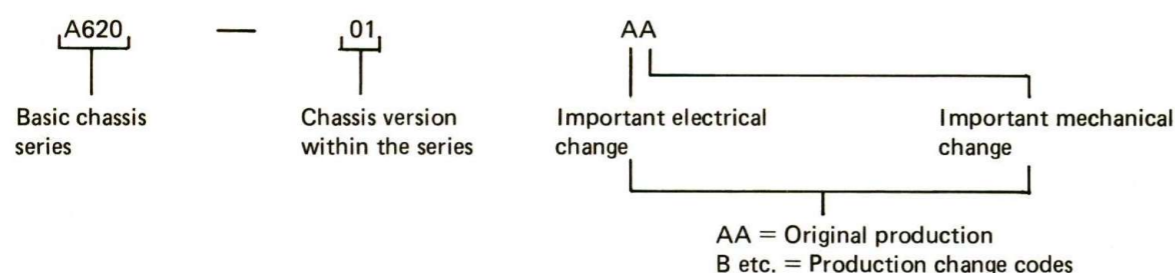 A620 — 01 AA
Basic chassis
series
Chassis version
within the series
Important electrical
change
Important mechanical
change
AA = Original production
B etc. = Production change codes